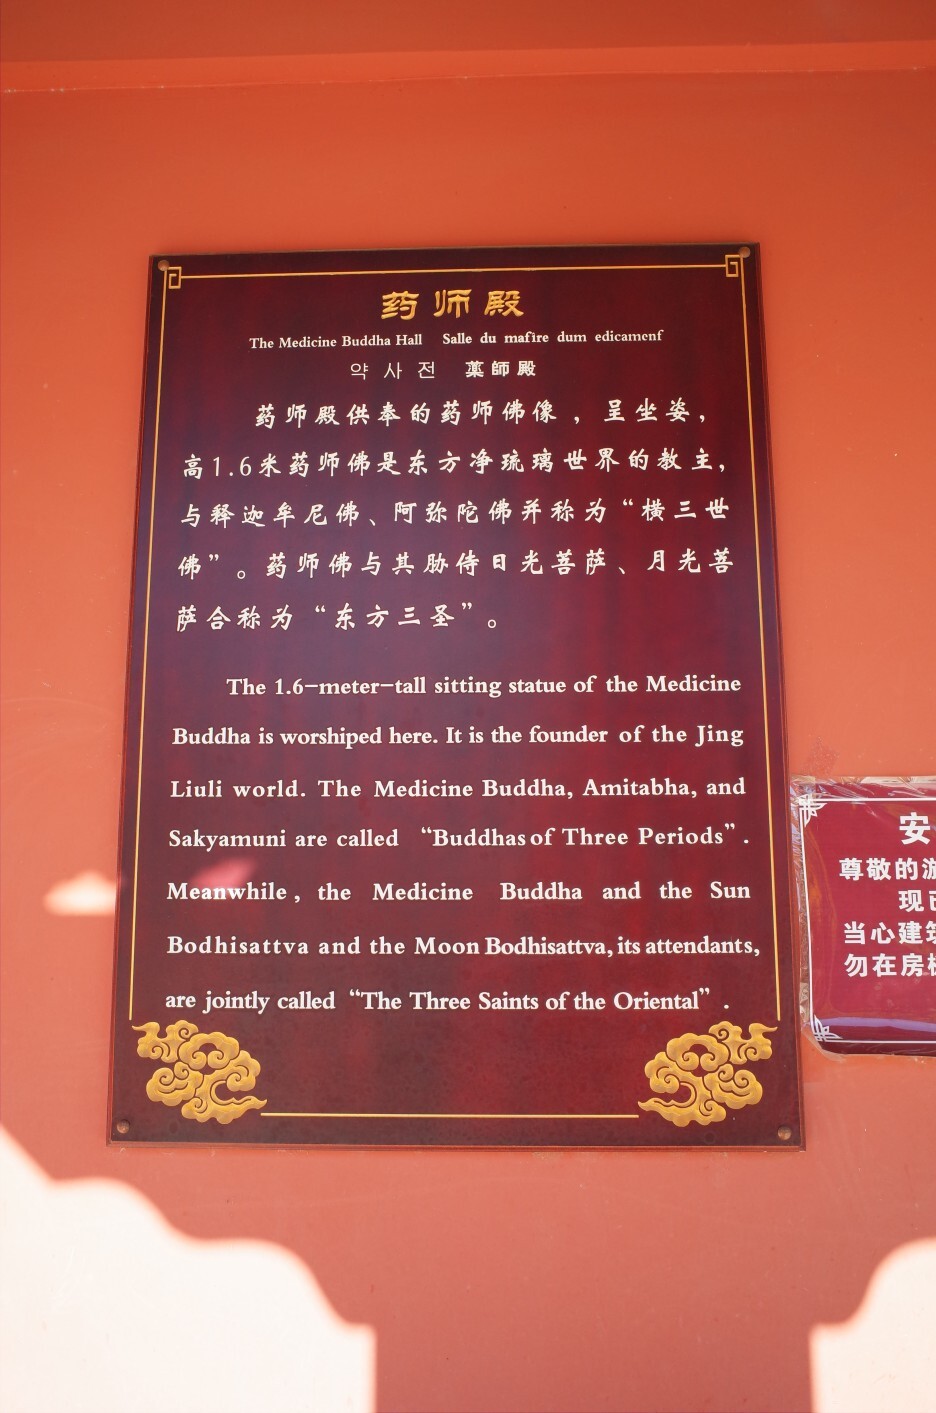 药师殿
The Medicine Buddha Hall Salle du mafire dum edicamenf
약사전 薬師殿
药师殿供奉的药师佛像，呈坐姿，
高1.6米药师佛是东方净琉璃世界的教主，
与释迦牟尼佛、阿弥陀佛并称为“横三世
佛”。药师佛与其胁侍日光菩萨、月光菩
萨合称为“东方三圣”。
The 1.6-meter-tall sitting statue of the Medicine
Buddha is worshiped here. It is the founder of the Jing
Liuli world. The Medicine Buddha, Amitabha, and
Sakyamuni are called “Buddhas of Three Periods”.
Meanwhile, the Medicine Buddha and the Sun
Bodhisattva and the Moon Bodhisattva, its attendants,
are jointly called “The Three Saints of the Oriental”.
安
尊敬的游
现已
当心建筑
勿在房